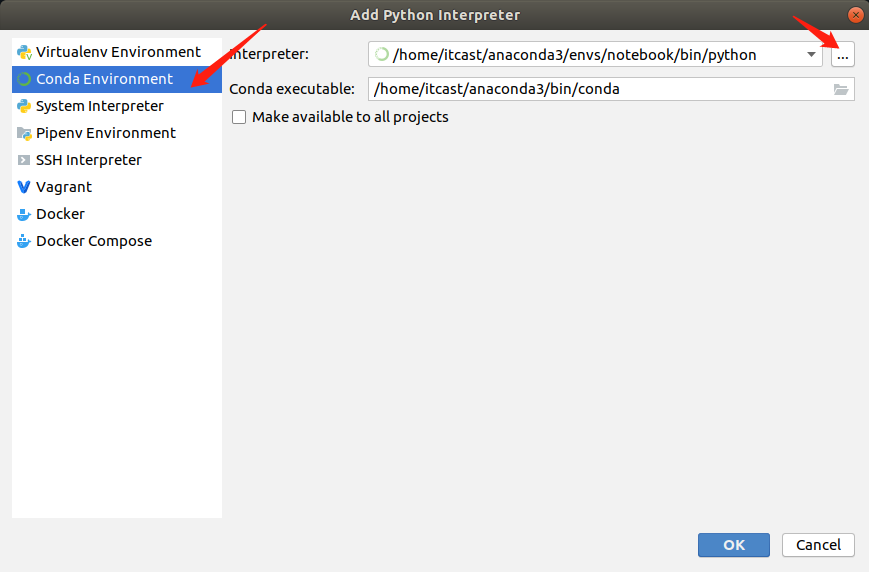 Add Python Interpreter
Virtualenv Environment
Conda Environment
System Interpreter
Pipenv Environment
SSH Interpreter
Vagrant
Docker
Docker Compose
Interpreter: /home/itcast/anaconda3/envs/notebook/bin/python ...
Conda executable: /home/itcast/anaconda3/bin/conda
Make available to all projects
OK Cancel